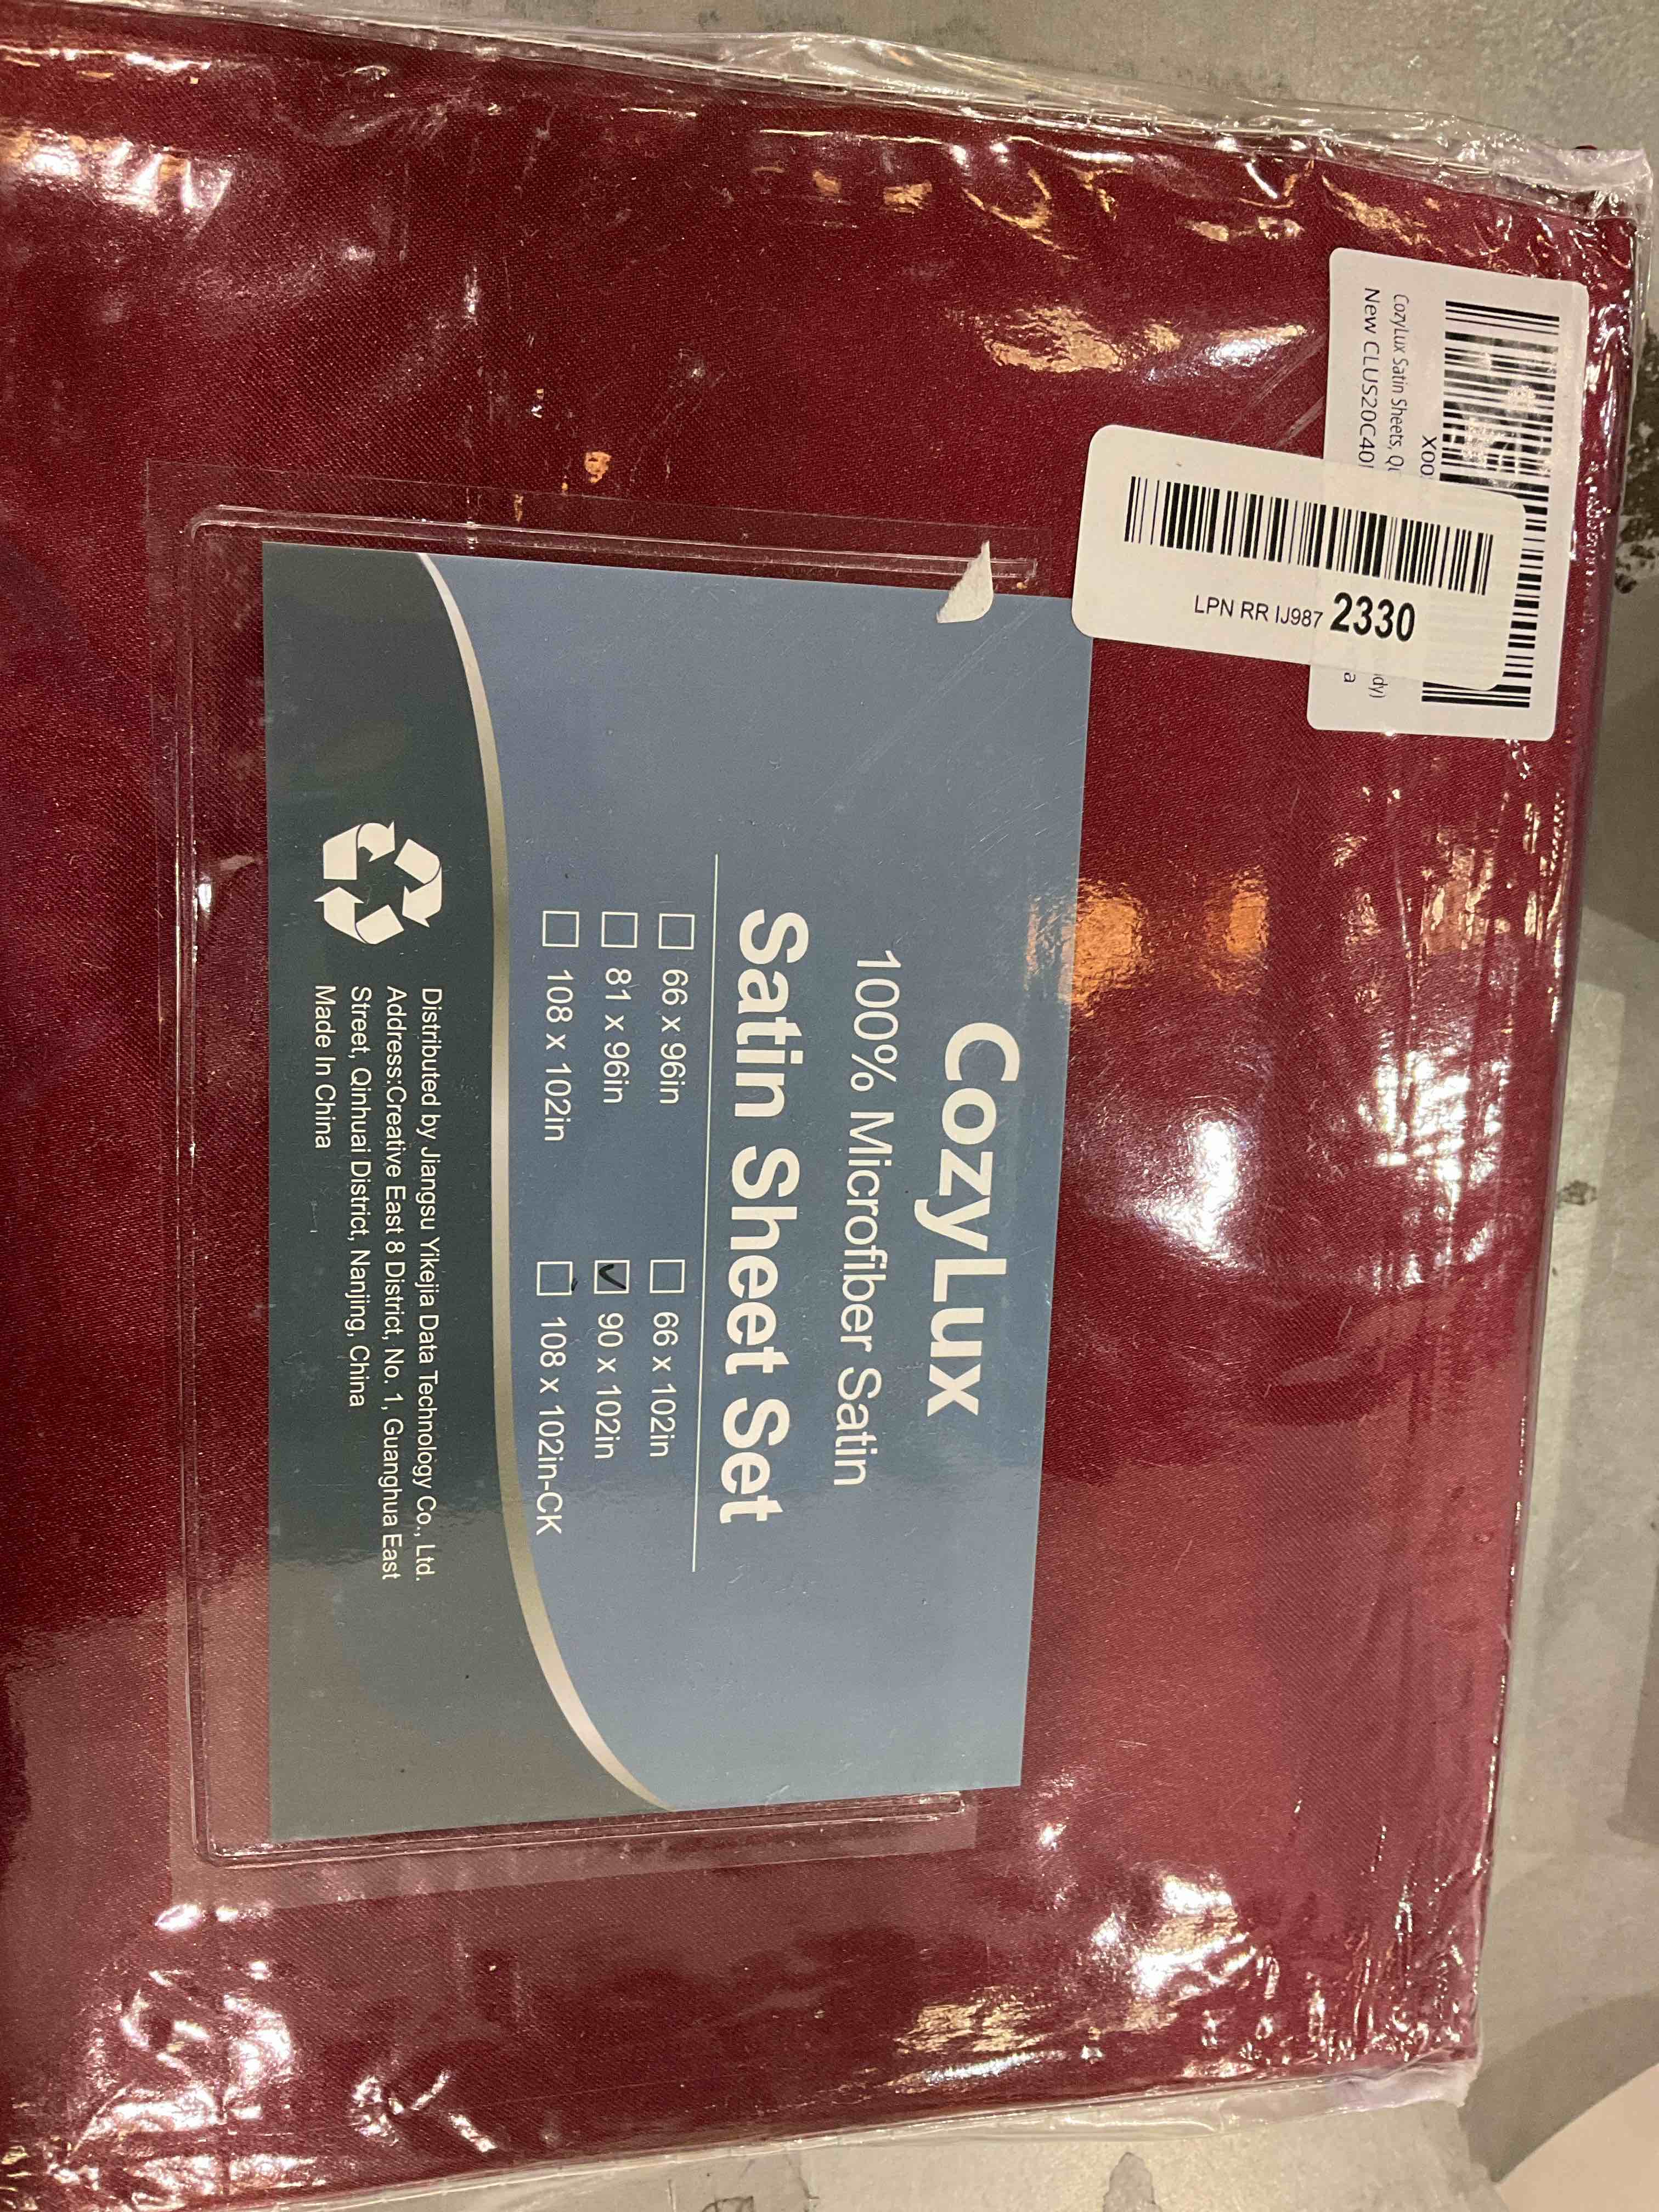 X00
CozyLux Satin Sheets,
New CLUS20C40
dy)
a
LPN RR IJ987 2330
CozyLux
100% Microfiber Satin
Satin Sheet Set
66 x 96in 66 x 102in
81 x 96in 90 x 102in
108 x 102in 108 x 102in-CK
Distributed by Jiangsu Yikejia Data Technology Co., Ltd.
Address:Creative East 8 District, No. 1, Guanghua East
Street, Qinhuai District, Nanjing, China
Made In China